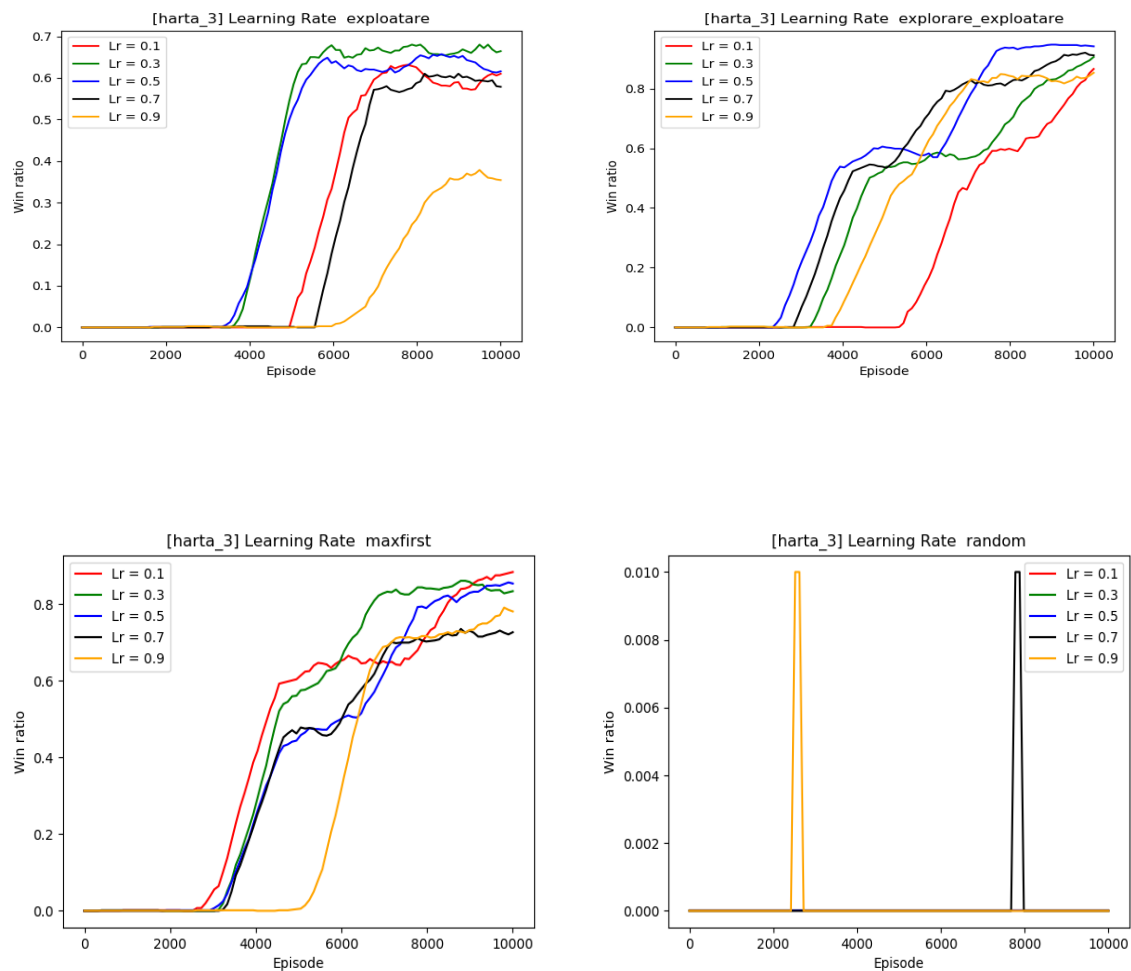 [harta_3] Learning Rate  exploatare
0.7
0.6
0.5
0.4
0.3
0.2
0.1
0.0
Win ratio
Lr = 0.1
Lr = 0.3
Lr = 0.5
Lr = 0.7
Lr = 0.9
0 2000 4000 6000 8000 10000
Episode
[harta_3] Learning Rate  explorare_exploatare
0.8
0.6
0.4
0.2
0.0
Win ratio
Lr = 0.1
Lr = 0.3
Lr = 0.5
Lr = 0.7
Lr = 0.9
0 2000 4000 6000 8000 10000
Episode
[harta_3] Learning Rate  maxfirst
0.8
0.6
0.4
0.2
0.0
Win ratio
Lr = 0.1
Lr = 0.3
Lr = 0.5
Lr = 0.7
Lr = 0.9
0 2000 4000 6000 8000 10000
Episode
[harta_3] Learning Rate  random
0.010
0.008
0.006
0.004
0.002
0.000
Win ratio
Lr = 0.1
Lr = 0.3
Lr = 0.5
Lr = 0.7
Lr = 0.9
0 2000 4000 6000 8000 10000
Episode